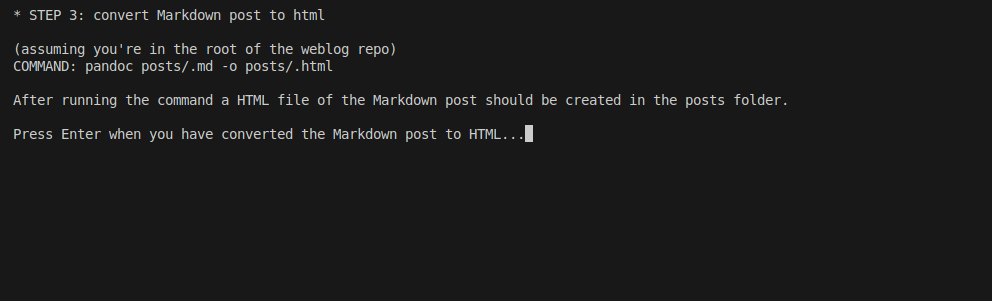 * STEP 3: convert Markdown post to html
(assuming you're in the root of the weblog repo)
COMMAND: pandoc posts/.md -o posts/.html
After running the command a HTML file of the Markdown post should be created in the posts folder.
Press Enter when you have converted the Markdown post to HTML...